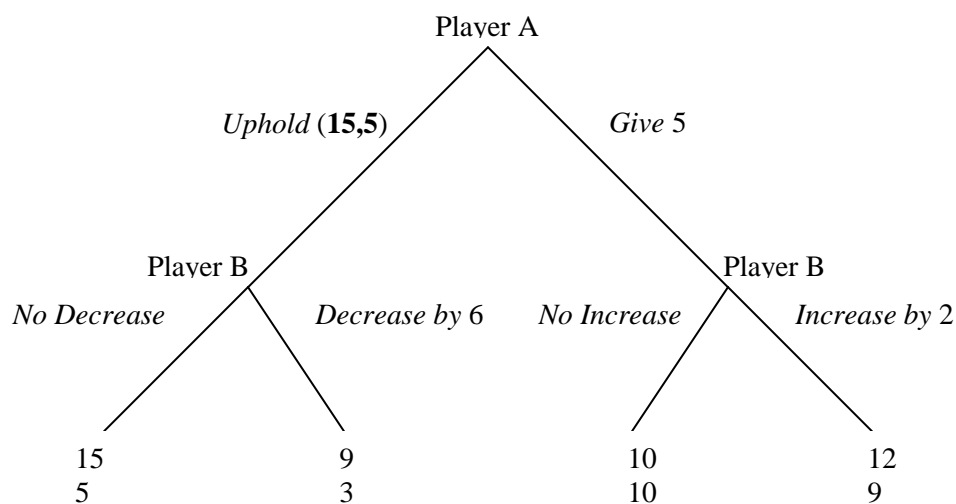 Player A
Uphold (15,5)
Give 5
Player B
Player B
No Decrease
Decrease by 6
No Increase
Increase by 2
15
9
10
12
5
3
10
9